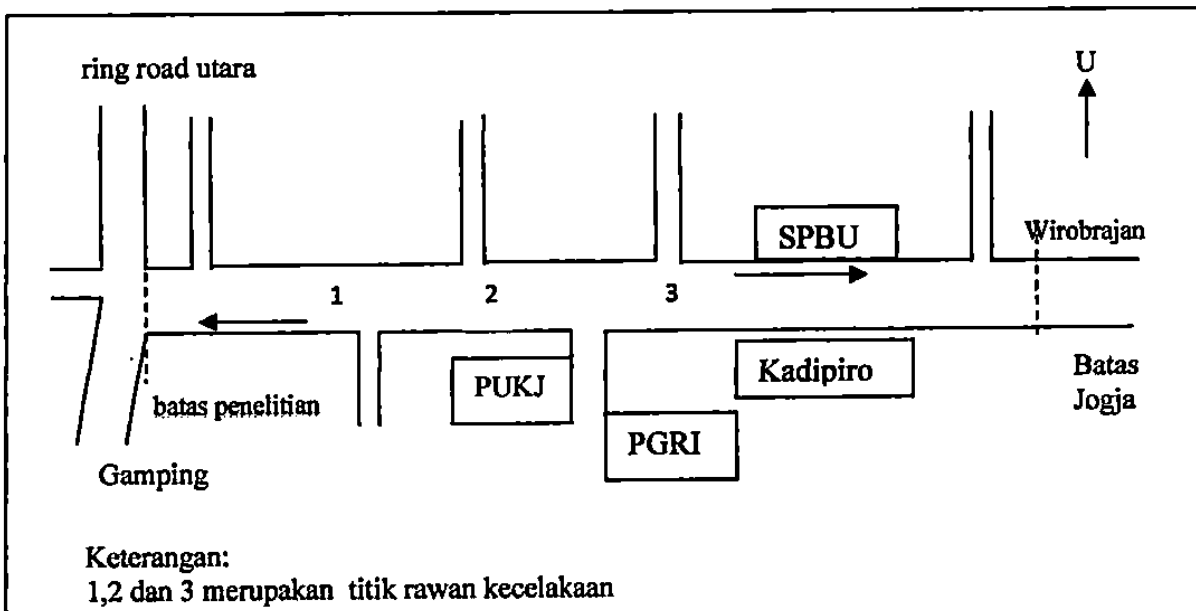 ring road utara
U
SPBU
Wirobrajan
1
2
3
PUKJ
Kadipiro
Batas
Jogja
batas penelitian
PGRI
Gamping
Keterangan:
1,2 dan 3 merupakan titik rawan kecelakaan